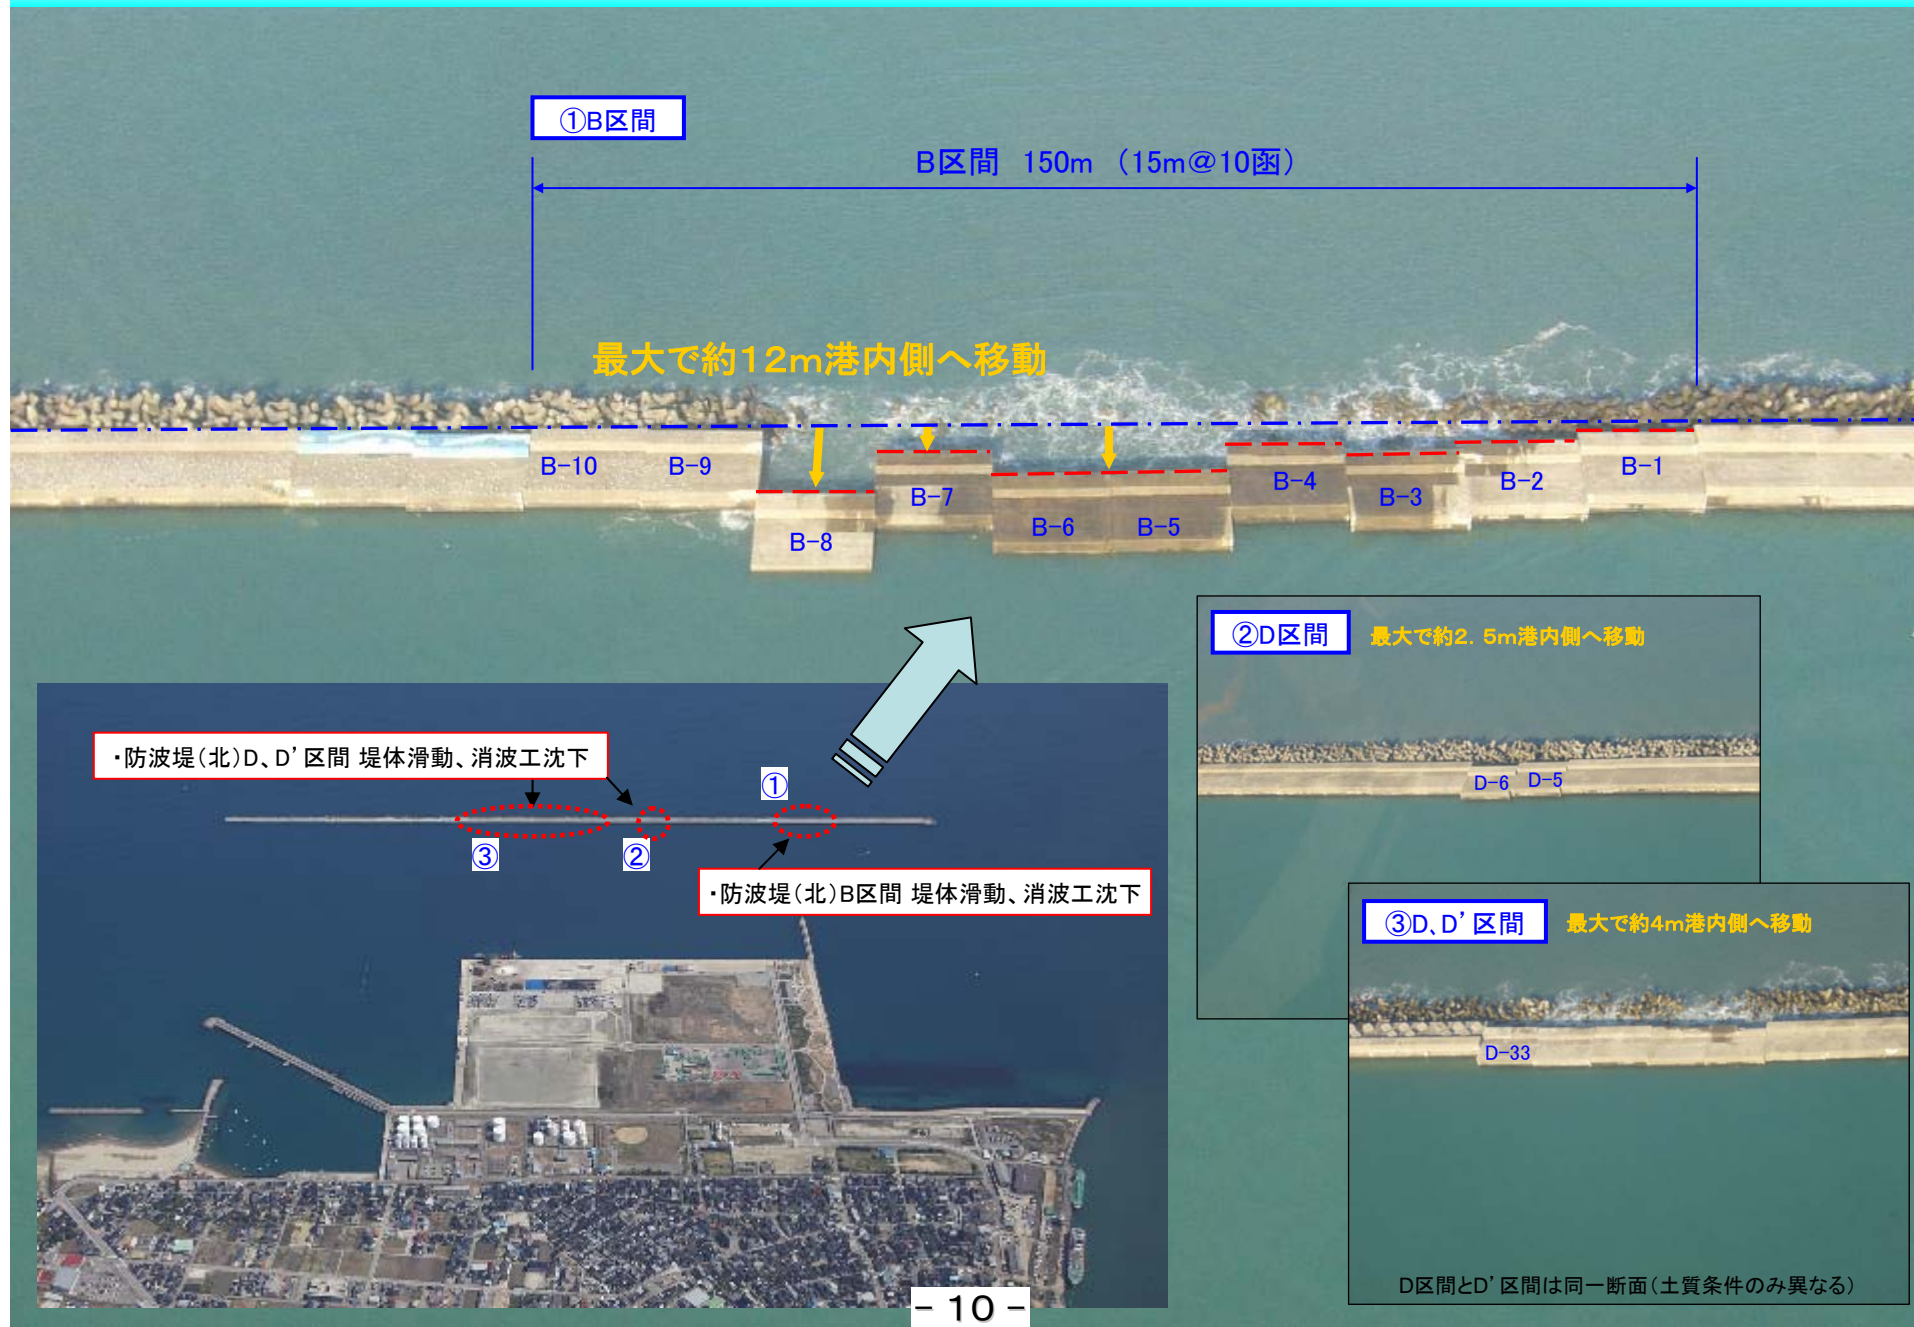 ①B区間
B区間 150m (15m@10函)
最大で約12m港内側へ移動
B-10
B-9
B-8
B-7
B-6
B-5
B-4
B-3
B-2
B-1
②D区間
最大で約2.5m港内側へ移動
D-6
D-5
・防波堤(北)D、D’区間 堤体滑動、消波工沈下
①
③
②
・防波堤(北)B区間 堤体滑動、消波工沈下
③D、D’区間
最大で約4m港内側へ移動
D-33
D区間とD’区間は同一断面(土質条件のみ異なる)
- 10 -